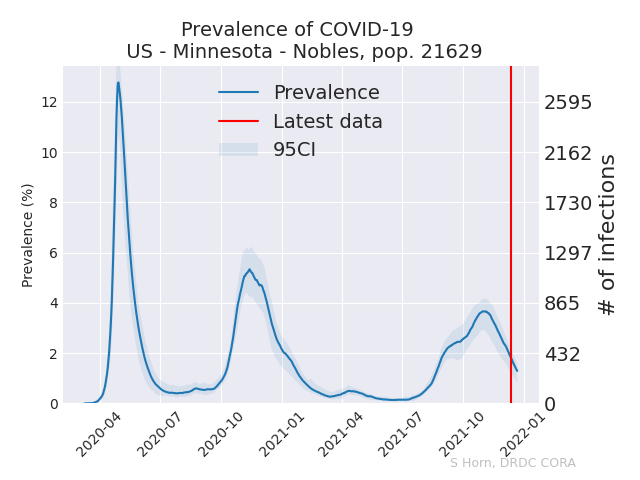 Prevalence of COVID-19
US - Minnesota - Nobles, pop. 21629
Prevalence (%)
12
10
8
6
4
2
0
Prevalence
Latest data
95CI
2595
2162
1730
1297
865
432
0
# of infections
2020-04
2020-07
2020-10
2021-01
2021-04
2021-07
2021-10
2022-01
S Horn, DRDC CORA